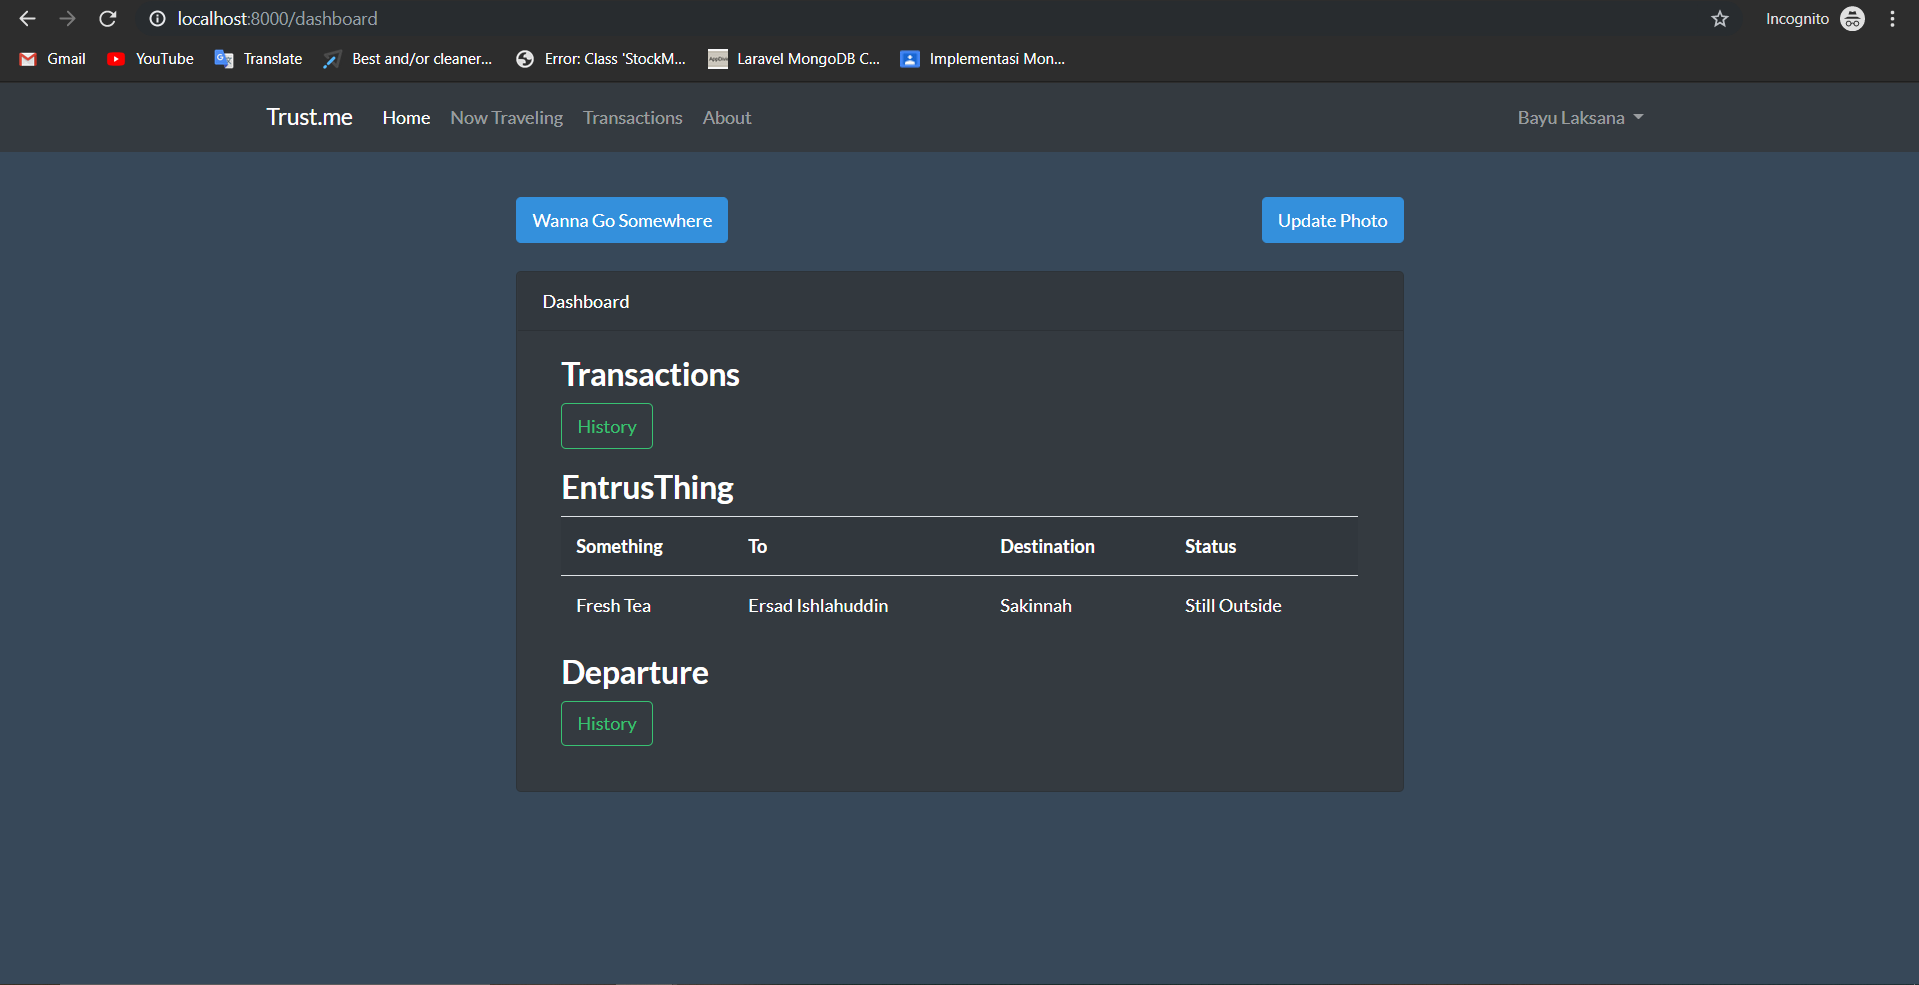 localhost:8000/dashboard Incognito
Gmail YouTube Translate Best and/or cleaner... Error: Class 'StockM... Laravel MongoDB C... Implementasi Mon...
Trust.me Home Now Traveling Transactions About Bayu Laksana
Wanna Go Somewhere Update Photo
Dashboard
Transactions
History
EntrusThing
Something To Destination Status
Fresh Tea Ersad Ishlahuddin Sakinnah Still Outside
Departure
History